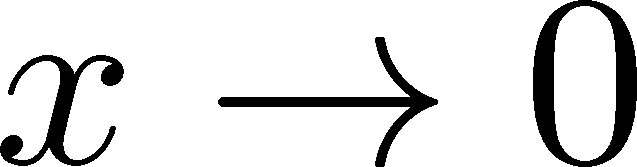 x → 0